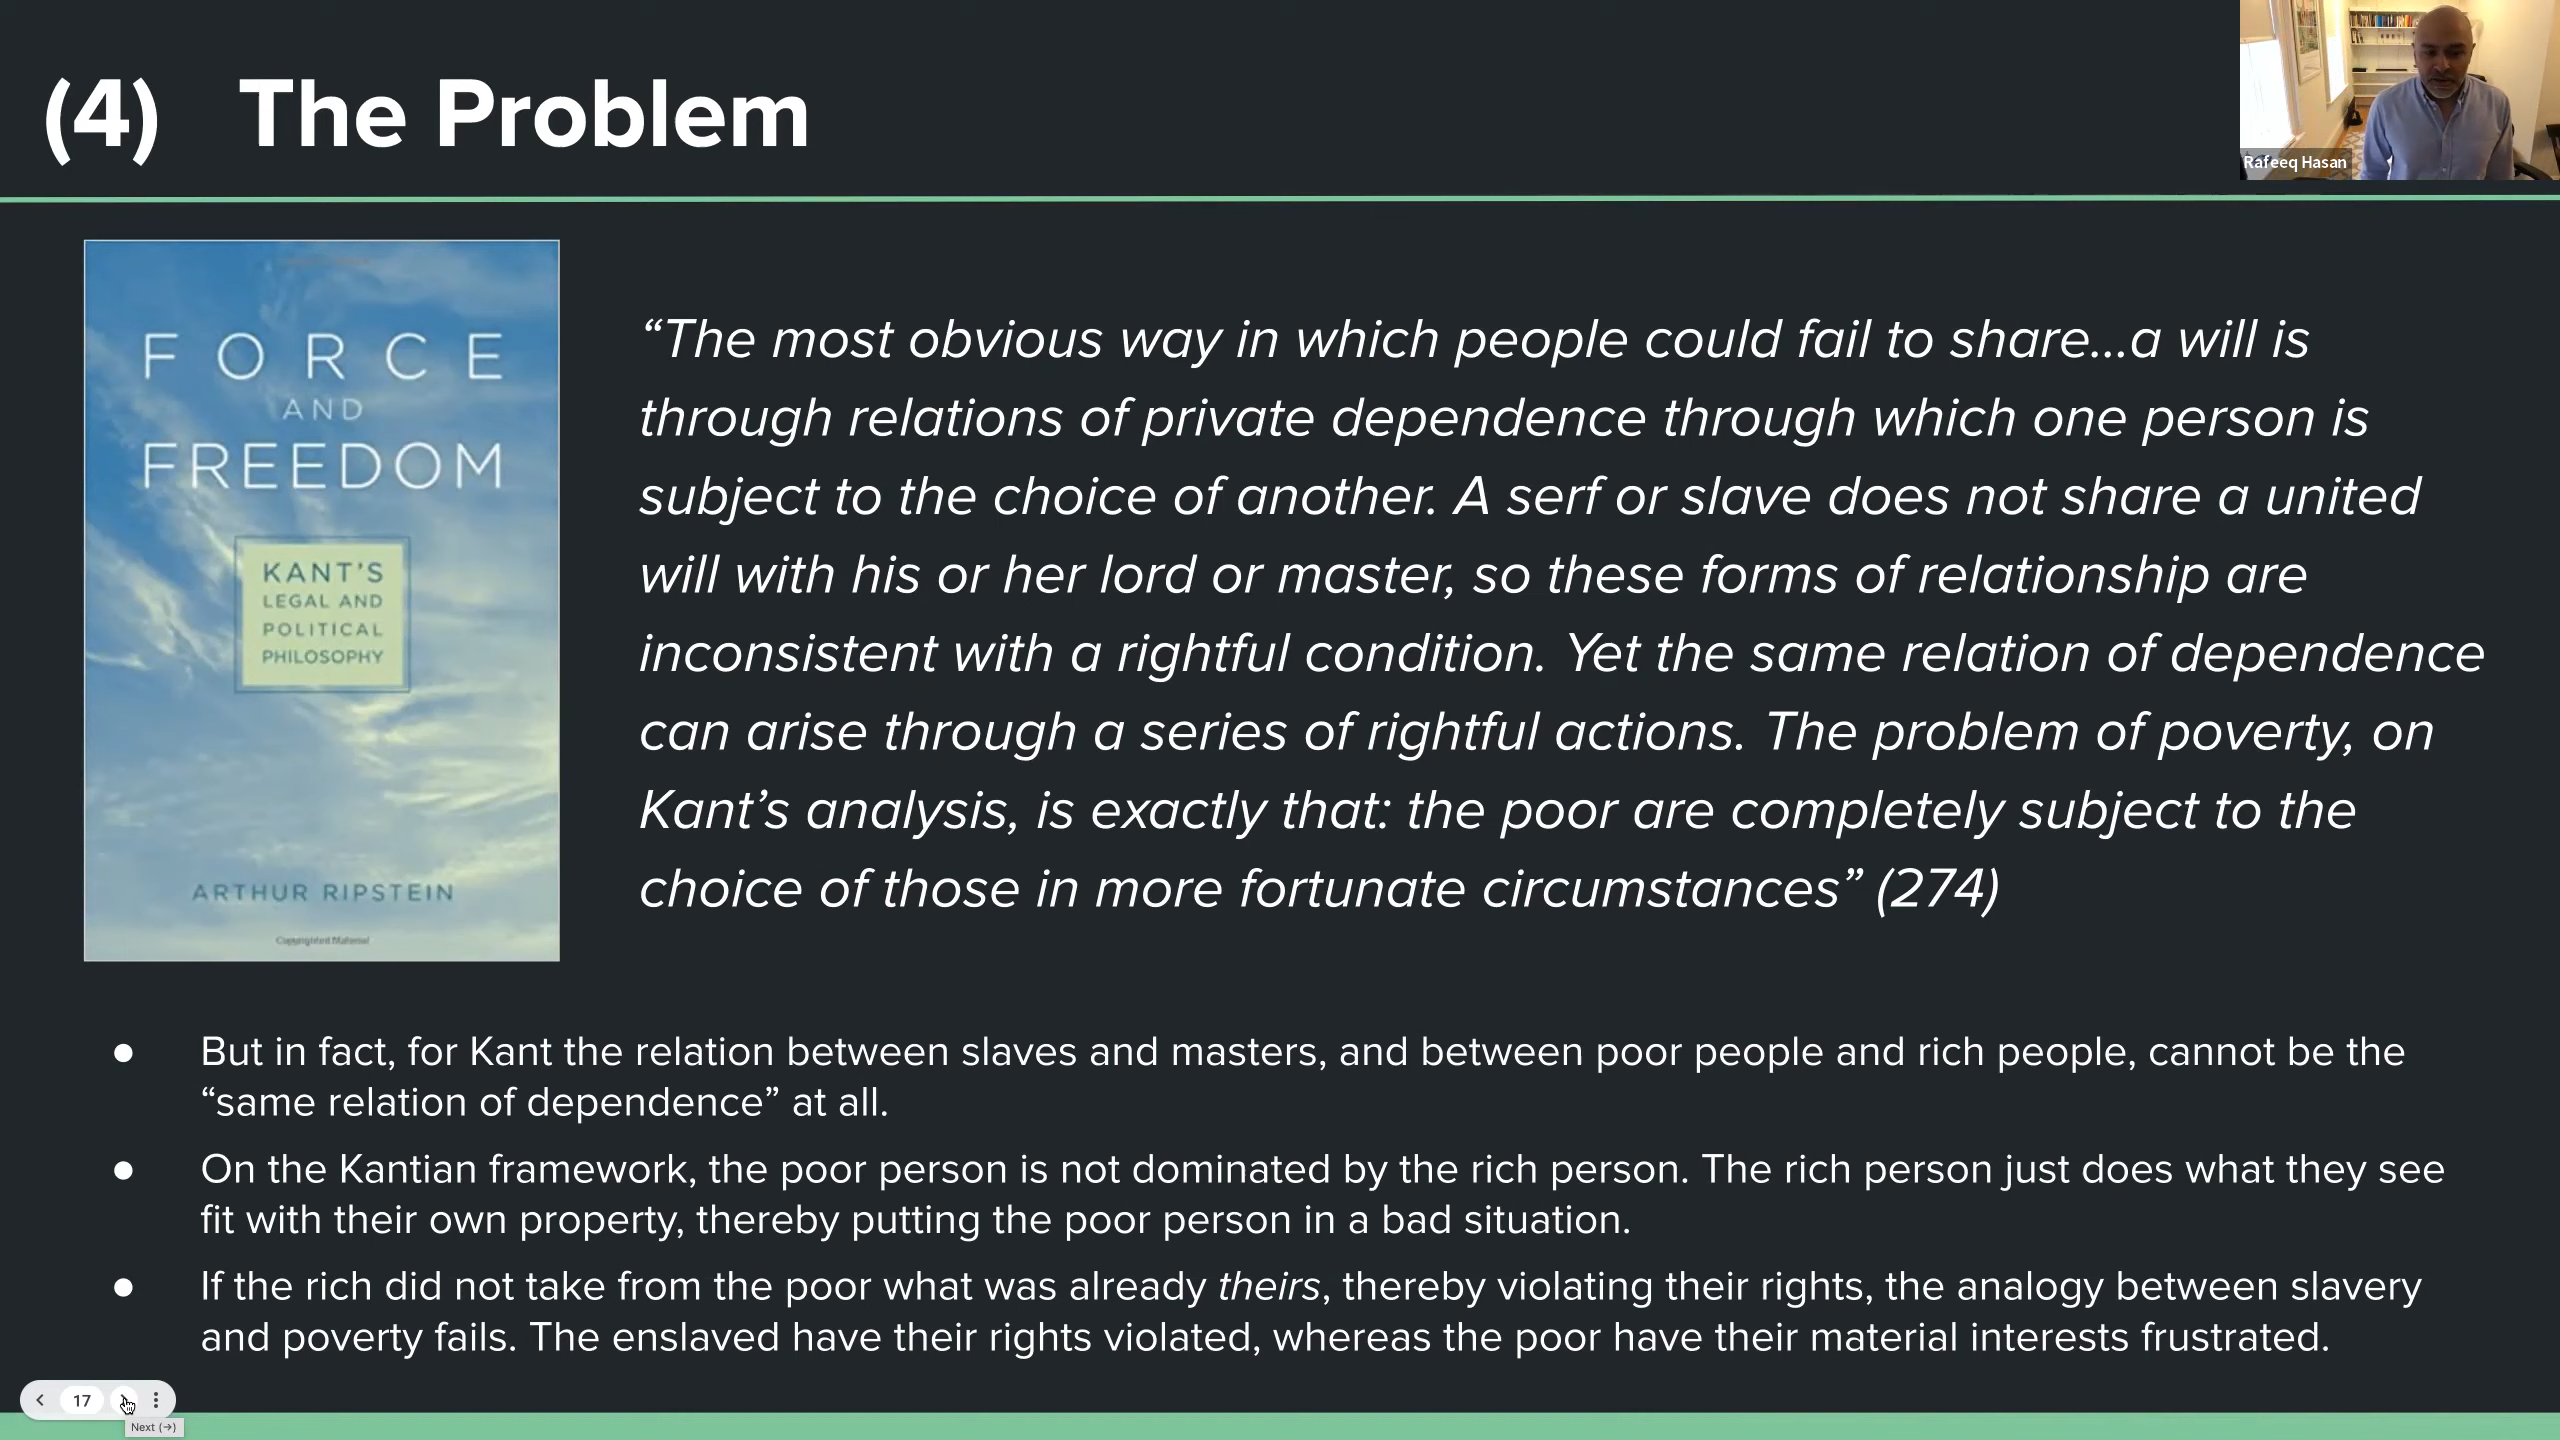 (4) The Problem
Rafeeq Hasan
FORCE
AND
FREEDOM
KANT'S
LEGAL AND
POLITICAL
PHILOSOPHY
ARTHUR RIPSTEIN
Copyrighted Material
“The most obvious way in which people could fail to share...a will is
through relations of private dependence through which one person is
subject to the choice of another. A serf or slave does not share a united
will with his or her lord or master, so these forms of relationship are
inconsistent with a rightful condition. Yet the same relation of dependence
can arise through a series of rightful actions. The problem of poverty, on
Kant’s analysis, is exactly that: the poor are completely subject to the
choice of those in more fortunate circumstances” (274)
● But in fact, for Kant the relation between slaves and masters, and between poor people and rich people, cannot be the
“same relation of dependence” at all.
● On the Kantian framework, the poor person is not dominated by the rich person. The rich person just does what they see
fit with their own property, thereby putting the poor person in a bad situation.
● If the rich did not take from the poor what was already theirs, thereby violating their rights, the analogy between slavery
and poverty fails. The enslaved have their rights violated, whereas the poor have their material interests frustrated.
17
Next (→)